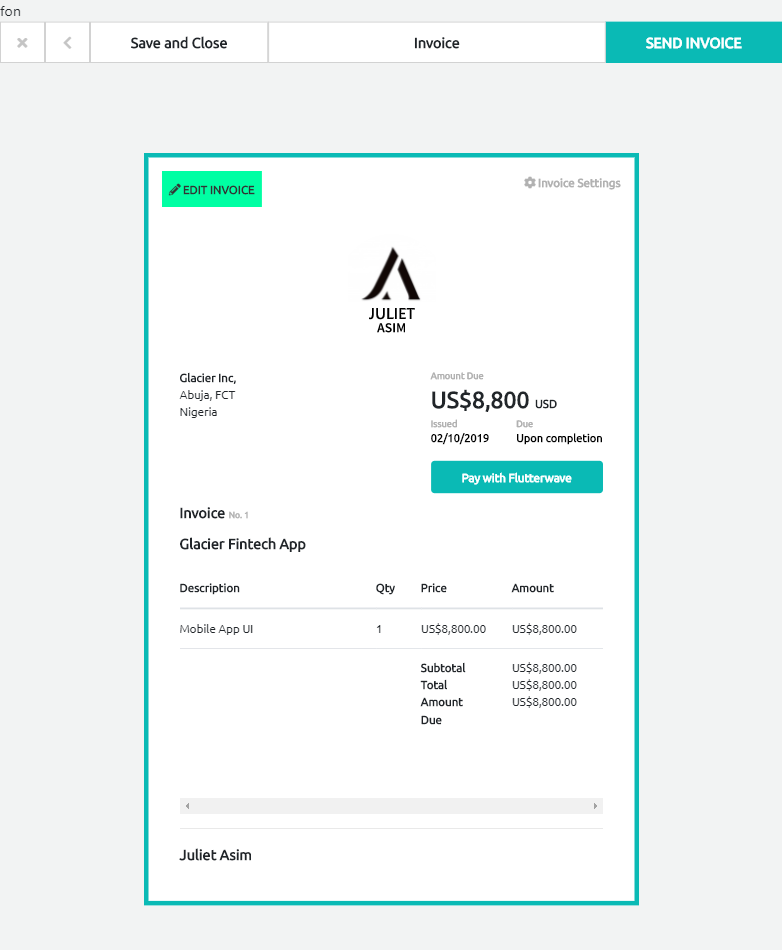 fon
Save and Close Invoice SEND INVOICE
EDIT INVOICE Invoice Settings
JULIET
ASIM
Glacier Inc,
Abuja, FCT
Nigeria
Amount Due
US$8,800 USD
Issued Due
02/10/2019 Upon completion
Pay with Flutterwave
Invoice No. 1
Glacier Fintech App
Description Qty Price Amount
Mobile App UI 1 US$8,800.00 US$8,800.00
Subtotal US$8,800.00
Total US$8,800.00
Amount US$8,800.00
Due
Juliet Asim